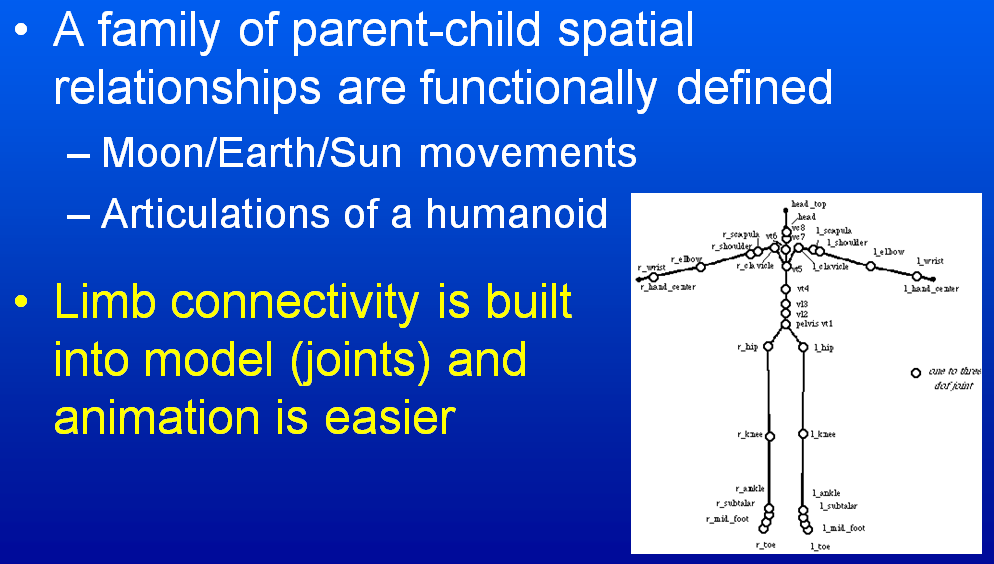 • A family of parent-child spatial
relationships are functionally defined
– Moon/Earth/Sun movements
– Articulations of a humanoid
• Limb connectivity is built
into model (joints) and
animation is easier
head_top
head
vc8
vc7
r_scapula
vt6
l_scapula
r_shoulder
l_shoulder
r_elbow
l_elbow
r_wrist
r_clavicle
vt5
l_clavicle
l_wrist
r_hand_center
vt4
l_hand_center
vl3
vl2
pelvis vt1
r_hip
l_hip
one to three
dof joint
r_knee
l_knee
r_ankle
l_ankle
r_subtalar
l_subtalar
r_mid_foot
l_mid_foot
r_toe
l_toe